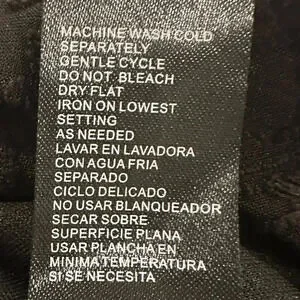 MACHINE WASH COLD
SEPARATELY
GENTLE CYCLE
DO NOT BLEACH
DRY FLAT
IRON ON LOWEST
SETTING
AS NEEDED
LAVAR EN LAVADORA
CON AGUA FRIA
SEPARADO
CICLO DELICADO
NO USAR BLANQUEADOR
SECAR SOBRE
SUPERFICIE PLANA
USAR PLANCHA EN
MINIMA TEMPERATURA
SI SE NECESITA